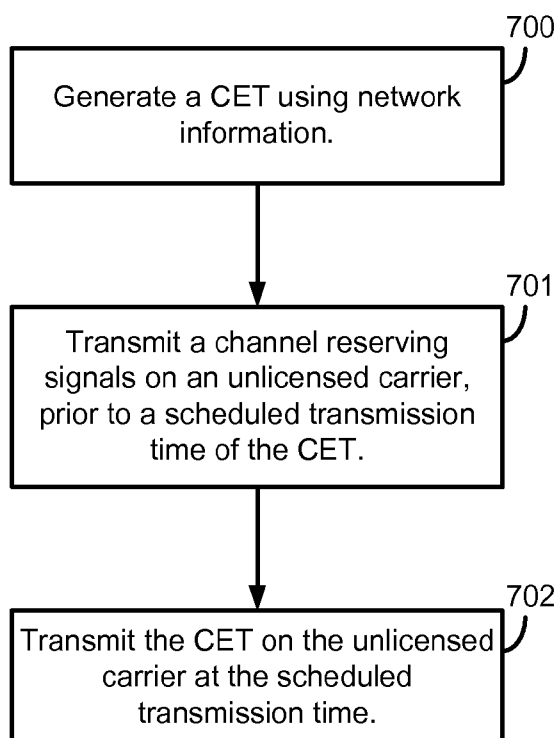 700
Generate a CET using network
information.
701
Transmit a channel reserving
signals on an unlicensed carrier,
prior to a scheduled transmission
time of the CET.
702
Transmit the CET on the unlicensed
carrier at the scheduled
transmission time.